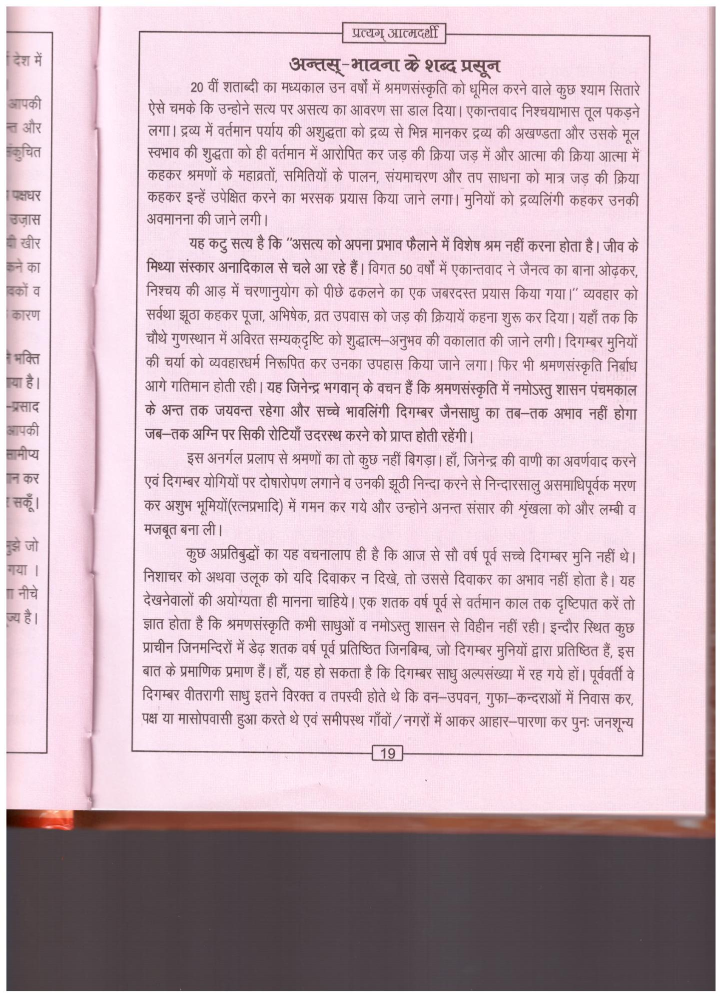 र्ण देश में
आपकी
न्त और
संकुचित
पक्षधर
उज़ास
यी खीर
कने का
वकों व
कारण
भक्ति
ाया है।
–प्रसाद
आपकी
सामीप्य
ान कर
सकूँ।
मुझे जो
गया ।
नीचे
ज्य है।
प्रत्यग् आत्मदर्शी
अन्तस्-भावना के शब्द प्रसून
20 वीं शताब्दी का मध्यकाल उन वर्षों में श्रमणसंस्कृति को धूमिल करने वाले कुछ श्याम सितारे
ऐसे चमके कि उन्होने सत्य पर असत्य का आवरण सा डाल दिया। एकान्तवाद निश्चयाभास तूल पकड़ने
लगा। द्रव्य में वर्तमान पर्याय की अशुद्धता को द्रव्य से भिन्न मानकर द्रव्य की अखण्डता और उसके मूल
स्वभाव की शुद्धता को ही वर्तमान में आरोपित कर जड़ की क्रिया जड़ में और आत्मा की क्रिया आत्मा में
कहकर श्रमणों के महाव्रतों, समितियों के पालन, संयमाचरण और तप साधना को मात्र जड़ की क्रिया
कहकर इन्हें उपेक्षित करने का भरसक प्रयास किया जाने लगा। मुनियों को द्रव्यलिंगी कहकर उनकी
अवमानना की जाने लगी।
यह कटु सत्य है कि ‘‘असत्य को अपना प्रभाव फैलाने में विशेष श्रम नहीं करना होता है। जीव के
मिथ्या संस्कार अनादिकाल से चले आ रहे हैं। विगत 50 वर्षों में एकान्तवाद ने जैनत्व का बाना ओढ़कर,
निश्चय की आड़ में चरणानुयोग को पीछे ढकलने का एक जबरदस्त प्रयास किया गया।’’ व्यवहार को
सर्वथा झूठा कहकर पूजा, अभिषेक, व्रत उपवास को जड़ की क्रियायें कहना शुरू कर दिया। यहाँ तक कि
चौथे गुणस्थान में अविरत सम्यक्दृष्टि को शुद्धात्म–अनुभव की वकालात की जाने लगी। दिगम्बर मुनियों
की चर्या को व्यवहारधर्म निरूपित कर उनका उपहास किया जाने लगा। फिर भी श्रमणसंस्कृति निर्बाध
आगे गतिमान होती रही। यह जिनेन्द्र भगवान् के वचन हैं कि श्रमणसंस्कृति में नमोऽस्तु शासन पंचमकाल
के अन्त तक जयवन्त रहेगा और सच्चे भावलिंगी दिगम्बर जैनसाधु का तब–तक अभाव नहीं होगा
जब–तक अग्नि पर सिकी रोटियाँ उदरस्थ करने को प्राप्त होती रहेंगी।
इस अनर्गल प्रलाप से श्रमणों का तो कुछ नहीं बिगड़ा। हाँ, जिनेन्द्र की वाणी का अवर्णवाद करने
एवं दिगम्बर योगियों पर दोषारोपण लगाने व उनकी झूठी निन्दा करने से निन्दारसालु असमाधिपूर्वक मरण
कर अशुभ भूमियों(रत्नप्रभादि) में गमन कर गये और उन्होने अनन्त संसार की श्रृंखला को और लम्बी व
मजबूत बना ली।
कुछ अप्रतिबुद्धों का यह वचनालाप ही है कि आज से सौ वर्ष पूर्व सच्चे दिगम्बर मुनि नहीं थे।
निशाचर को अथवा उलूक को यदि दिवाकर न दिखे, तो उससे दिवाकर का अभाव नहीं होता है। यह
देखनेवालों की अयोग्यता ही मानना चाहिये। एक शतक वर्ष पूर्व से वर्तमान काल तक दृष्टिपात करें तो
ज्ञात होता है कि श्रमणसंस्कृति कभी साधुओं व नमोऽस्तु शासन से विहीन नहीं रही। इन्दौर स्थित कुछ
प्राचीन जिनमन्दिरों में डेढ़ शतक वर्ष पूर्व प्रतिष्ठित जिनबिम्ब, जो दिगम्बर मुनियों द्वारा प्रतिष्ठित हैं, इस
बात के प्रमाणिक प्रमाण हैं। हाँ, यह हो सकता है कि दिगम्बर साधु अल्पसंख्या में रह गये हों। पूर्ववर्ती वे
दिगम्बर वीतरागी साधु इतने विरक्त व तपस्वी होते थे कि वन–उपवन, गुफा–कन्दराओं में निवास कर,
पक्ष या मासोपवासी हुआ करते थे एवं समीपस्थ गाँवों/नगरों में आकर आहार–पारणा कर पुनः जनशून्य
19